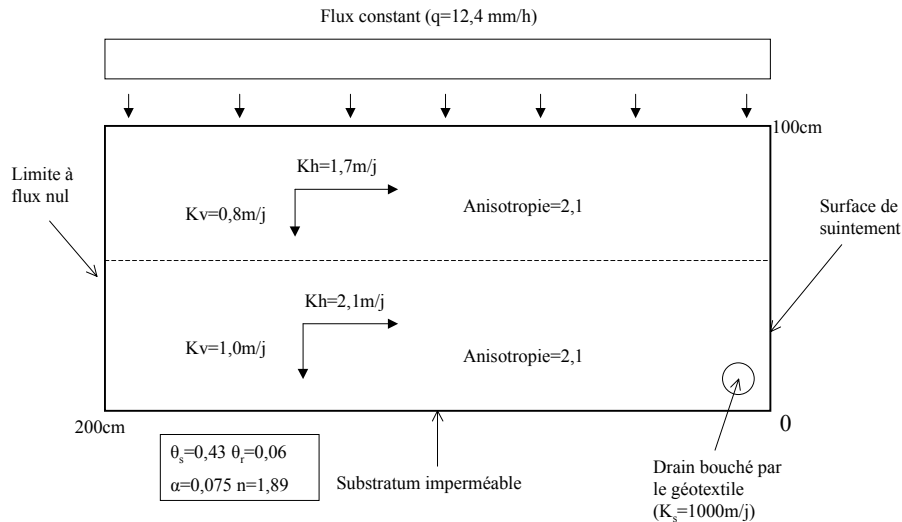 Flux constant (q=12,4 mm/h)
100cm
Limite à
flux nul
Kh=1,7m/j
Kv=0,8m/j
Anisotropie=2,1
Surface de
suintement
Kh=2,1m/j
Kv=1,0m/j
Anisotropie=2,1
200cm
0
θs=0,43 θr=0,06
α=0,075 n=1,89
Substratum imperméable
Drain bouché par
le géotextile
(Ks=1000m/j)